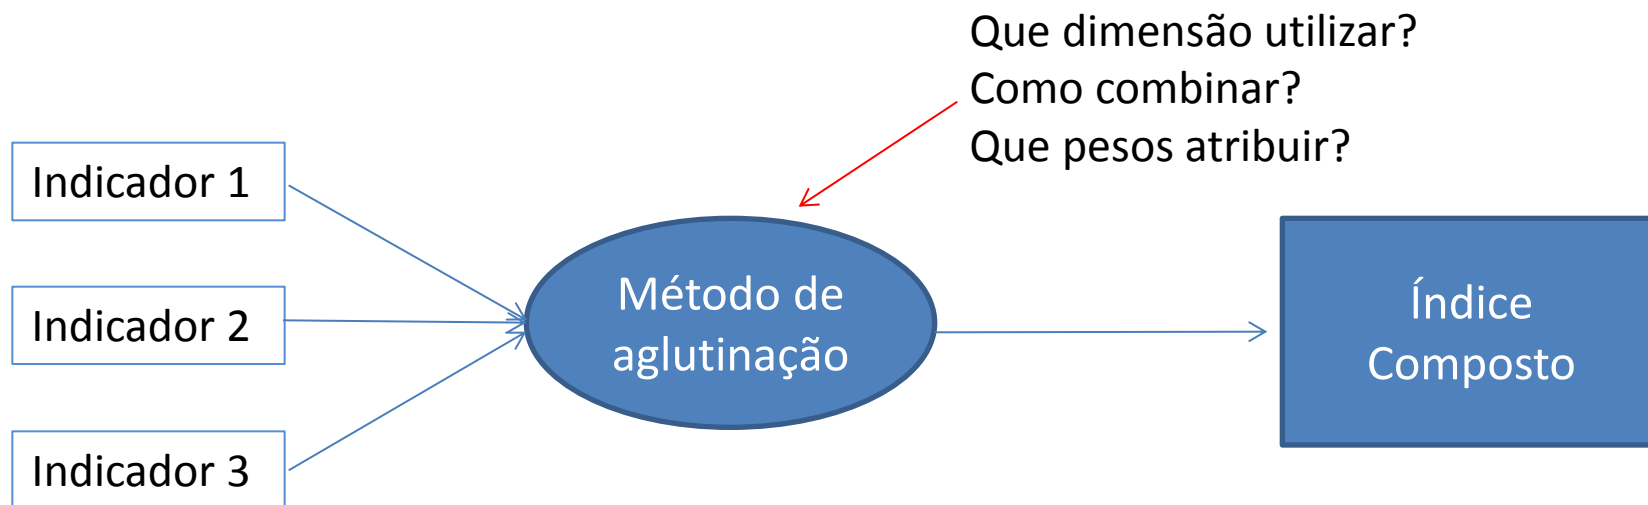 Que dimensão utilizar?
Como combinar?
Que pesos atribuir?
Indicador 1
Indicador 2
Indicador 3
Método de
aglutinação
Índice
Composto